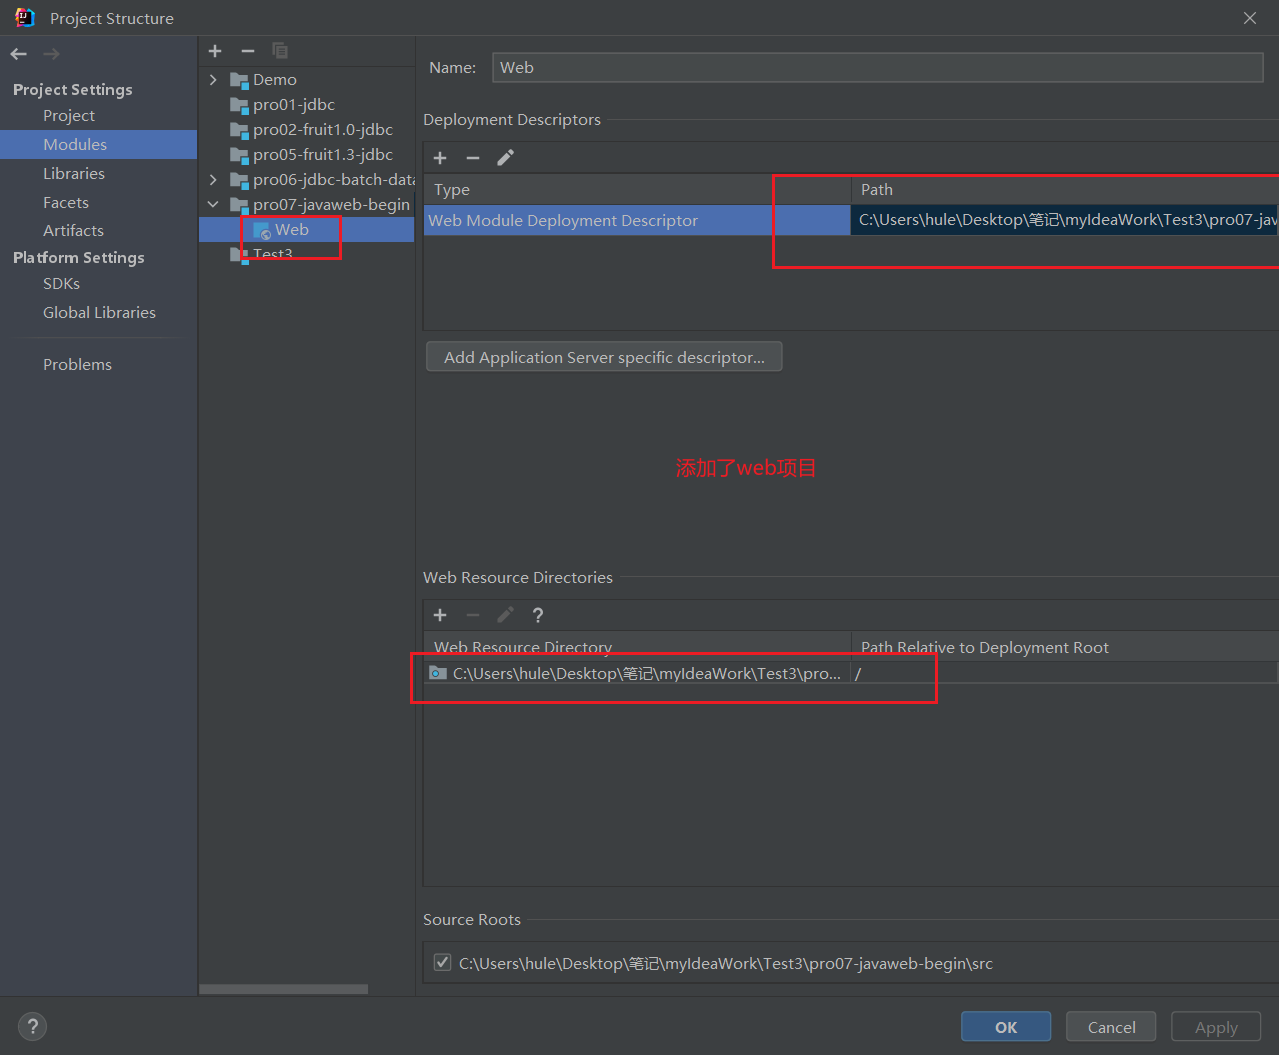 Project Structure
Project Settings
Project
Modules
Libraries
Facets
Artifacts
Platform Settings
SDKs
Global Libraries
Problems
Demo
pro01-jdbc
pro02-fruit1.0-jdbc
pro05-fruit1.3-jdbc
pro06-jdbc-batch-data
pro07-javaweb-begin
Web
Test3
Name: Web
Deployment Descriptors
Type Path
Web Module Deployment Descriptor C:\Users\hule\Desktop\笔记\myIdeaWork\Test3\pro07-jav
Add Application Server specific descriptor...
添加了web项目
Web Resource Directories
?
Web Resource Directory Path Relative to Deployment Root
C:\Users\hule\Desktop\笔记\myIdeaWork\Test3\pro... /
Source Roots
C:\Users\hule\Desktop\笔记\myIdeaWork\Test3\pro07-javaweb-begin\src
? OK Cancel Apply